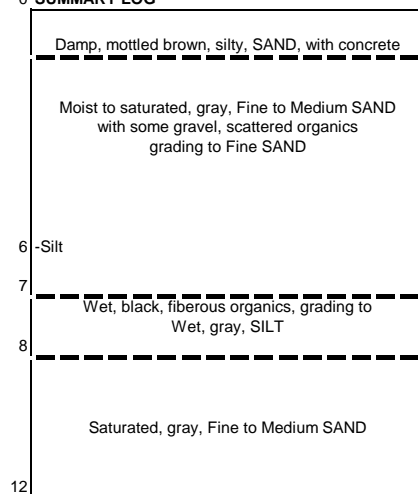 0 SUMMARY LOG
Damp, mottled brown, silty, SAND, with concrete
Moist to saturated, gray, Fine to Medium SAND
with some gravel, scattered organics
grading to Fine SAND
6 -Silt
7
Wet, black, fiberous organics, grading to
Wet, gray, SILT
8
Saturated, gray, Fine to Medium SAND
12